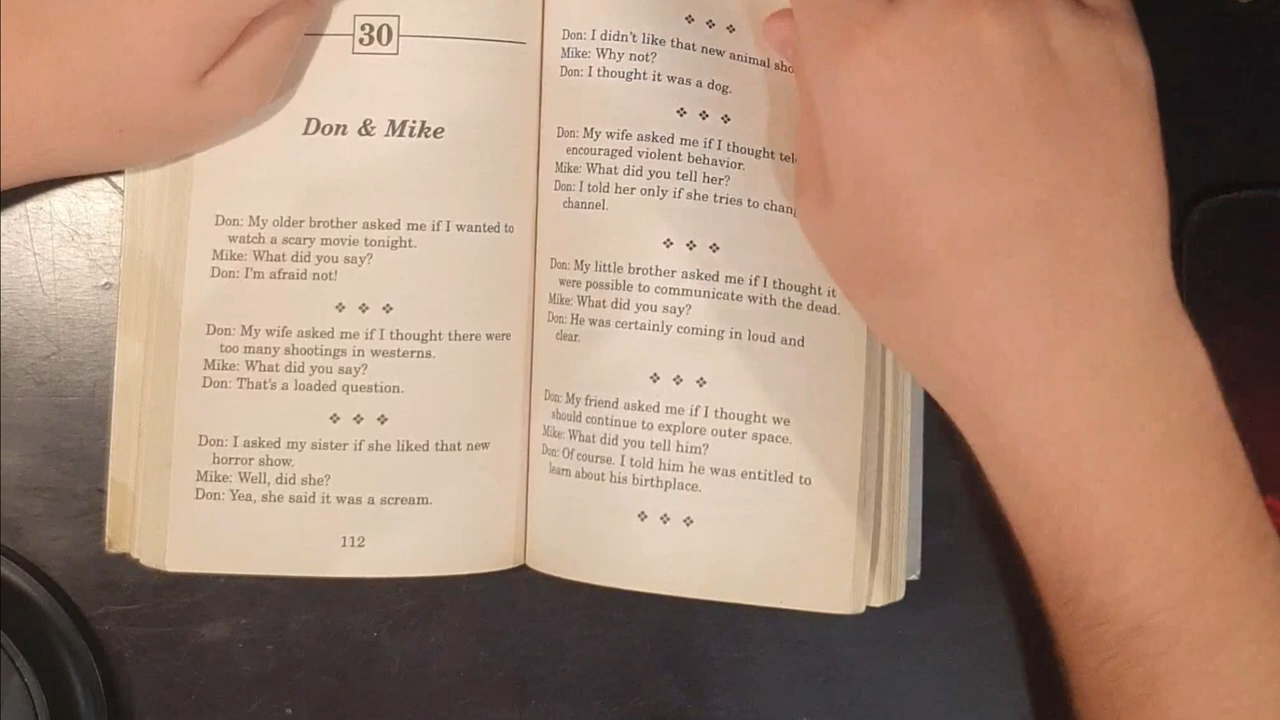 30
Don & Mike
Don: My older brother asked me if I wanted to
watch a scary movie tonight.
Mike: What did you say?
Don: I'm afraid not!
Don: My wife asked me if I thought there were
too many shootings in westerns.
Mike: What did you say?
Don: That's a loaded question.
Don: I asked my sister if she liked that new
horror show.
Mike: Well, did she?
Don: Yea, she said it was a scream.
112
Don: I didn't like that new animal
Mike: Why not?
Don: I thought it was a dog.
Don: My wife asked me if I thought
encouraged violent behavior.
Mike: What did you tell her?
Don: I told her only if she tries to
channel.
Don: My little brother asked me if I thought it
were possible to communicate with the dead.
Mike: What did you say?
Don: He was certainly coming in loud and
clear.
Don: My friend asked me if I thought we
should continue to explore outer space.
Mike: What did you tell him?
Don: Of course. I told him he was entitled to
learn about his birthplace.